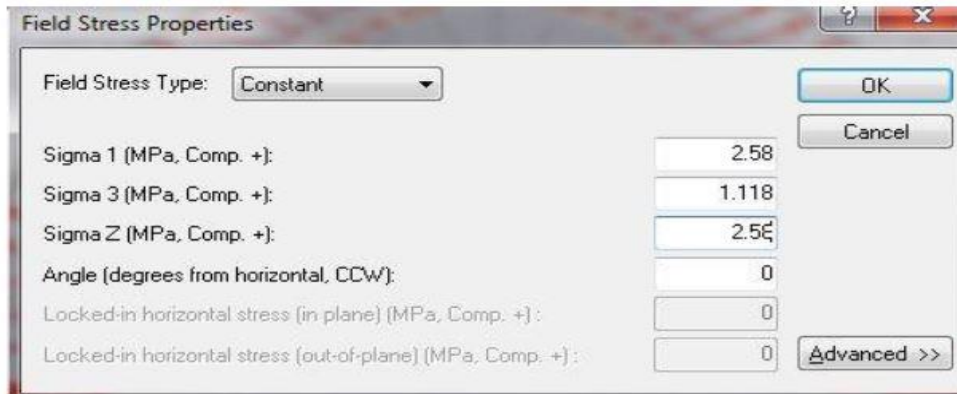 Field Stress Properties
Field Stress Type: Constant
OK
Cancel
Sigma 1 (MPa, Comp. +): 2.58
Sigma 3 (MPa, Comp. +): 1.118
Sigma Z (MPa, Comp. +):
Angle (degrees from horizontal, CCW): 0
Locked-in horizontal stress (in plane) (MPa, Comp. +) : 0
Locked-in horizontal stress (out-of-plane) (MPa, Comp. +) : 0
Advanced >>